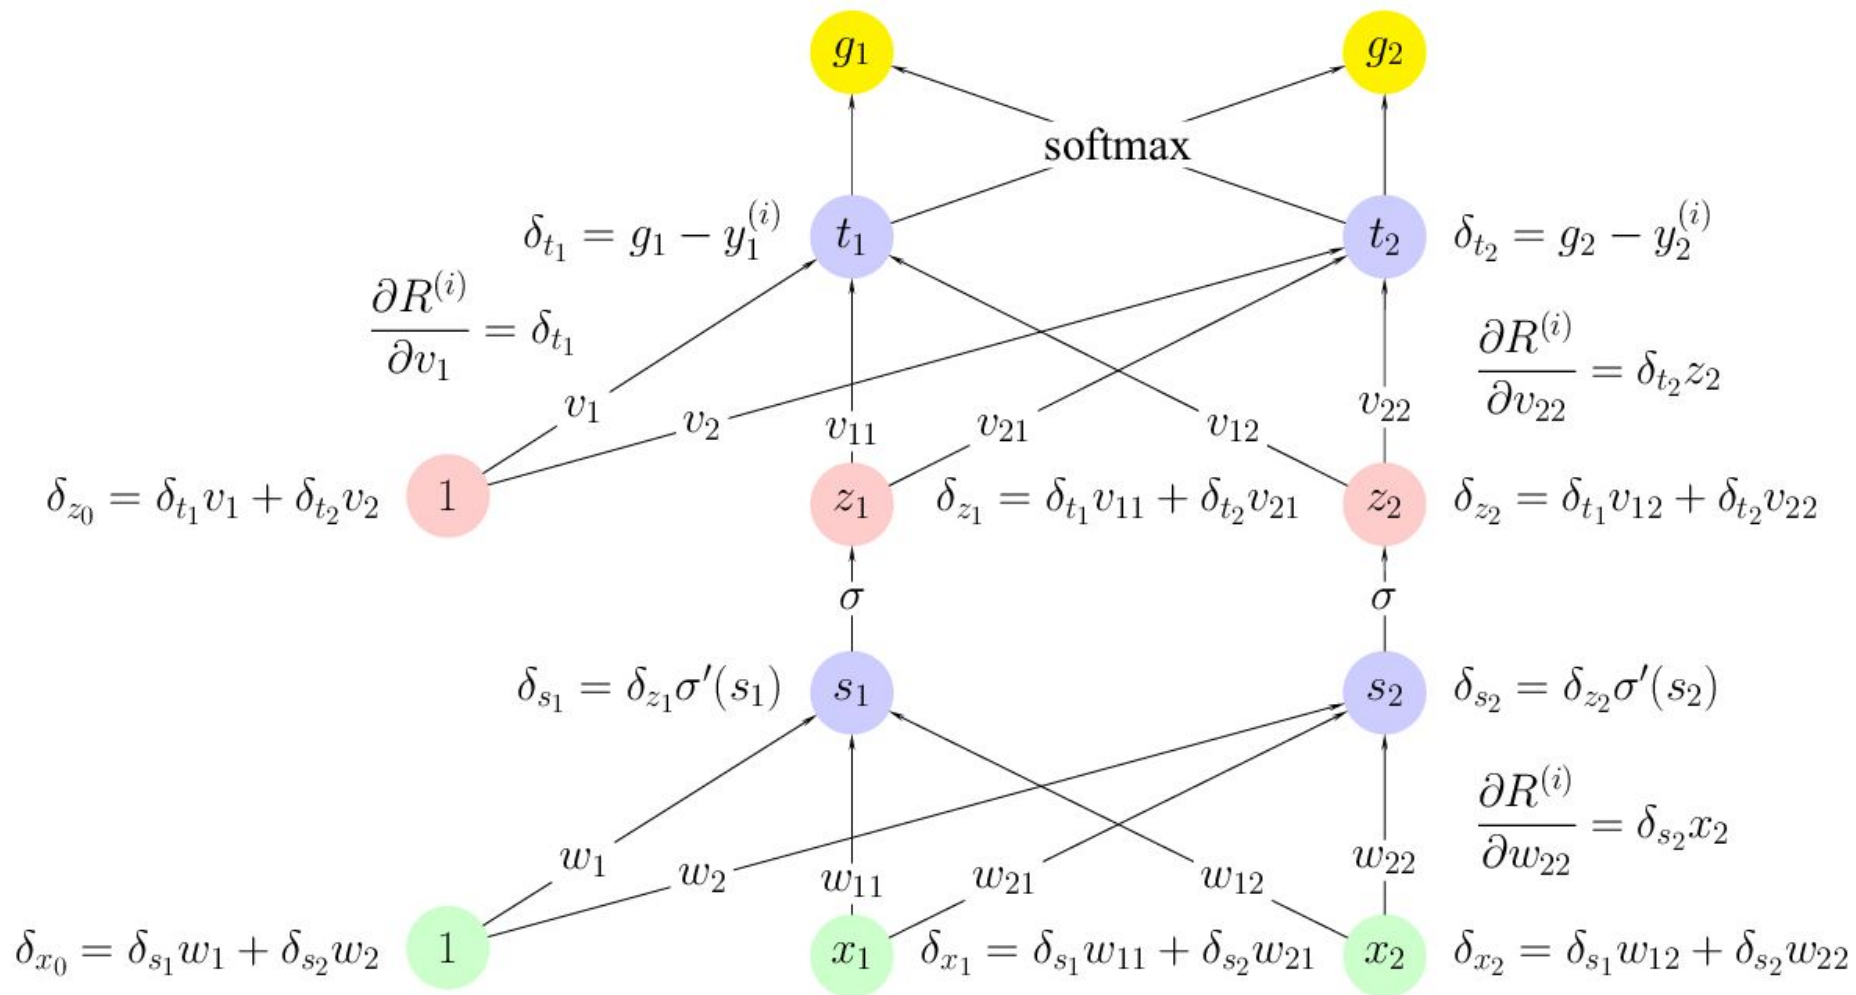 g₁ g₂
softmax
δ_{t₁} = g₁ − y₁^{(i)} t₁ t₂ δ_{t₂} = g₂ − y₂^{(i)}
∂R^{(i)}/∂v₁ = δ_{t₁} ∂R^{(i)}/∂v₂₂ = δ_{t₂}z₂
v₁ v₂ v₁₁ v₂₁ v₁₂ v₂₂
δ_{z₀} = δ_{t₁}v₁ + δ_{t₂}v₂ 1 z₁ δ_{z₁} = δ_{t₁}v₁₁ + δ_{t₂}v₂₁ z₂ δ_{z₂} = δ_{t₁}v₁₂ + δ_{t₂}v₂₂
σ σ
δ_{s₁} = δ_{z₁}σ′(s₁) s₁ s₂ δ_{s₂} = δ_{z₂}σ′(s₂)
∂R^{(i)}/∂w₂₂ = δ_{s₂}x₂
w₁ w₂ w₁₁ w₂₁ w₁₂ w₂₂
δ_{x₀} = δ_{s₁}w₁ + δ_{s₂}w₂ 1 x₁ δ_{x₁} = δ_{s₁}w₁₁ + δ_{s₂}w₂₁ x₂ δ_{x₂} = δ_{s₁}w₁₂ + δ_{s₂}w₂₂